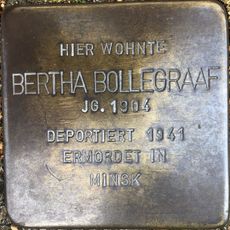 HIER WOHNTE
BERTHA BOLLEGRAAF
JG. 1904
DEPORTIERT 1941
ERMORDET IN
MINSK